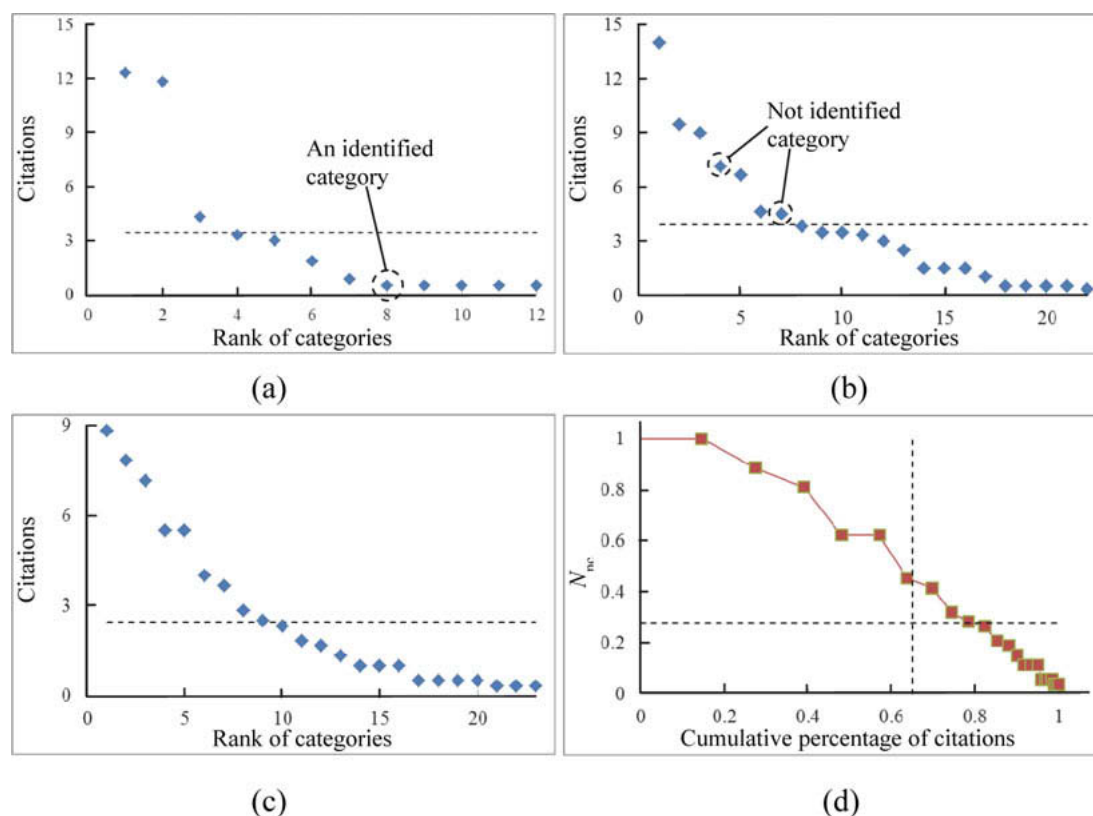 15
12
9
6
3
0
Citations
An identified
category
0 2 4 6 8 10 12
Rank of categories
(a)
15
12
9
6
3
0
Citations
Not identified
category
0 5 10 15 20
Rank of categories
(b)
9
6
3
0
Citations
0 5 10 15 20
Rank of categories
(c)
1
0.8
0.6
0.4
0.2
0
0 0.2 0.4 0.6 0.8 1
Cumulative percentage of citations
(d)